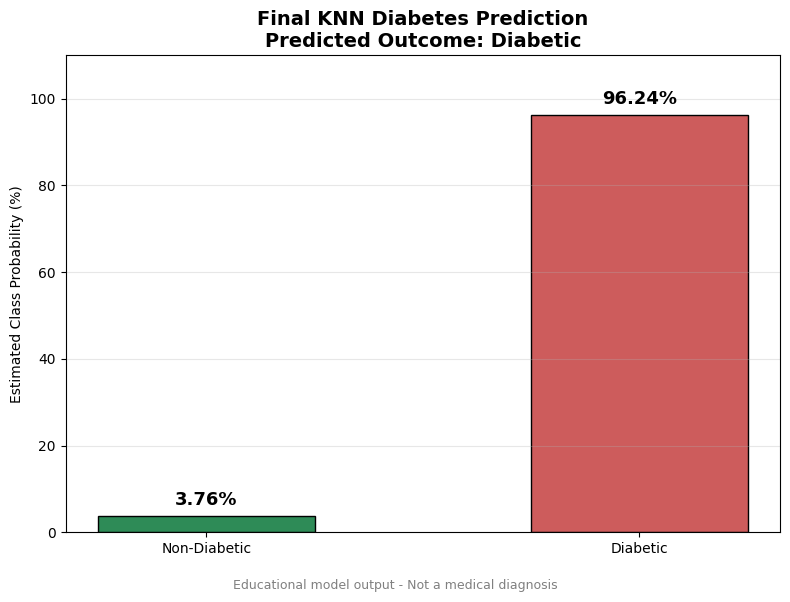 Final KNN Diabetes Prediction
Predicted Outcome: Diabetic
Estimated Class Probability (%)
100
80
60
40
20
0
3.76%
96.24%
Non-Diabetic
Diabetic
Educational model output - Not a medical diagnosis